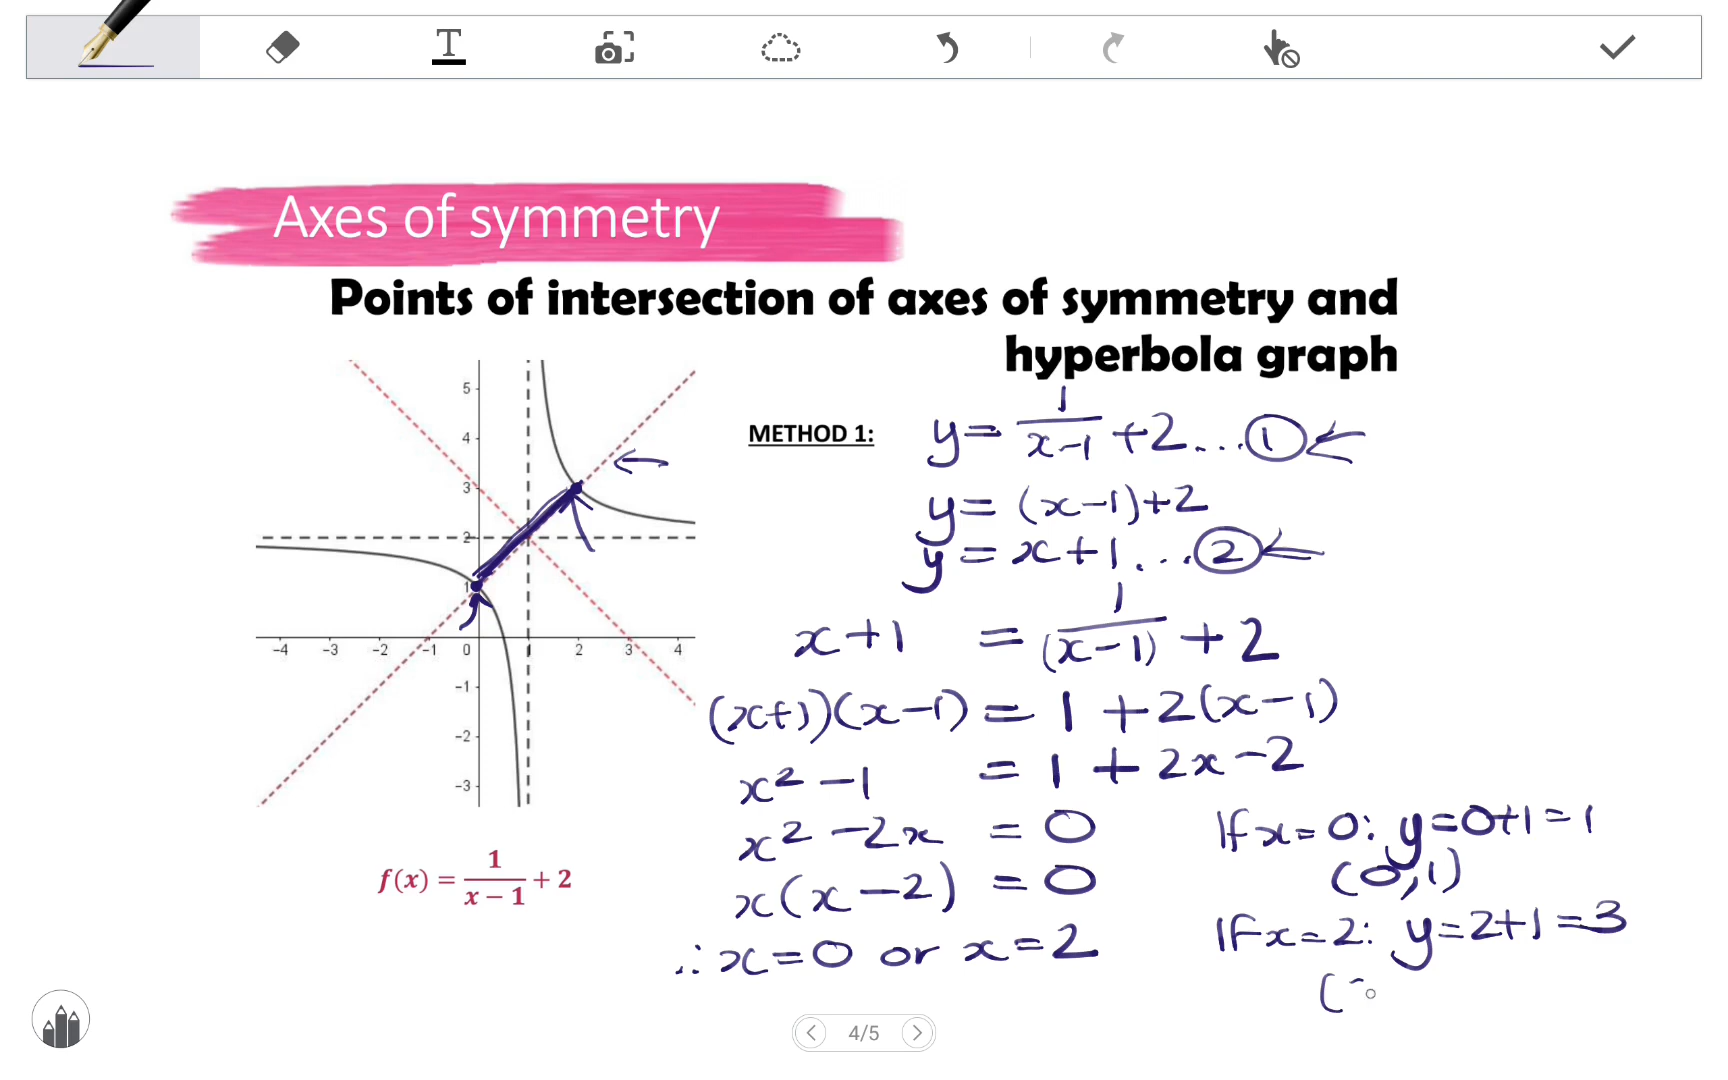 T
Axes of symmetry
Points of intersection of axes of symmetry and
hyperbola graph
METHOD 1:
y = 1/(x-1) + 2 ... ①
y = (x-1)+2
y = x+1 ... ②
x+1 = 1/(x-1) + 2
(x+1)(x-1) = 1 + 2(x-1)
x² - 1 = 1 + 2x - 2
x² - 2x = 0
x(x-2) = 0
∴ x = 0 or x = 2
If x = 0: y = 0+1 = 1
(0,1)
If x = 2: y = 2+1 = 3
(
5
4
3
2
1
-4 -3 -2 -1 0 1 2 3 4
-1
-2
-3
f(x) = 1/(x - 1) + 2
4/5